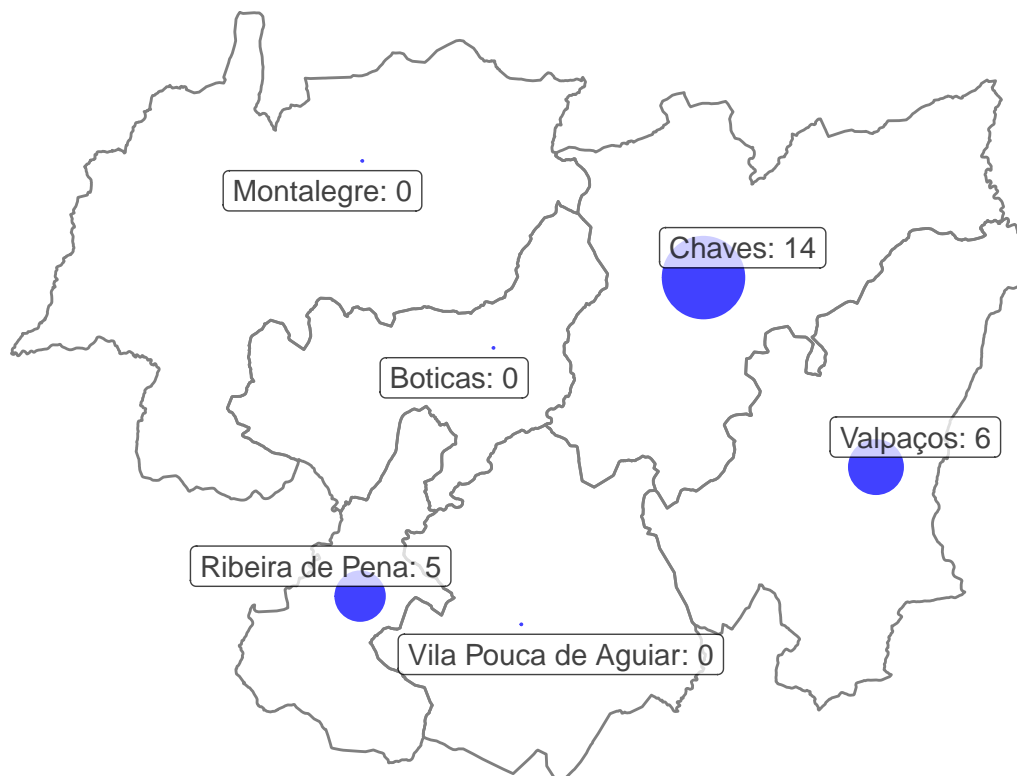 Montalegre: 0
Chaves: 14
Boticas: 0
Valpaços: 6
Ribeira de Pena: 5
Vila Pouca de Aguiar: 0